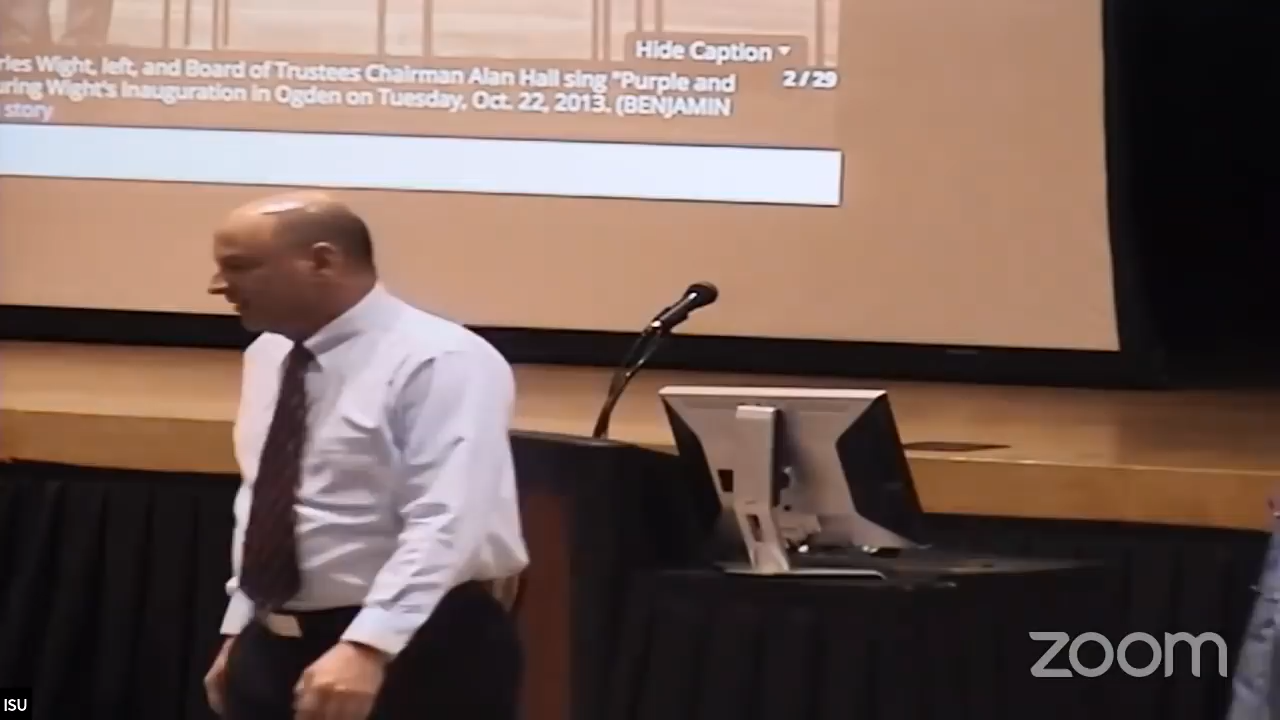 Hide Caption
rles Wight, left, and Board of Trustees Chairman Alan Hall sing "Purple and
2 / 29
uring Wight's Inauguration in Ogden on Tuesday, Oct. 22, 2013. (BENJAMIN
story
zoom
ISU